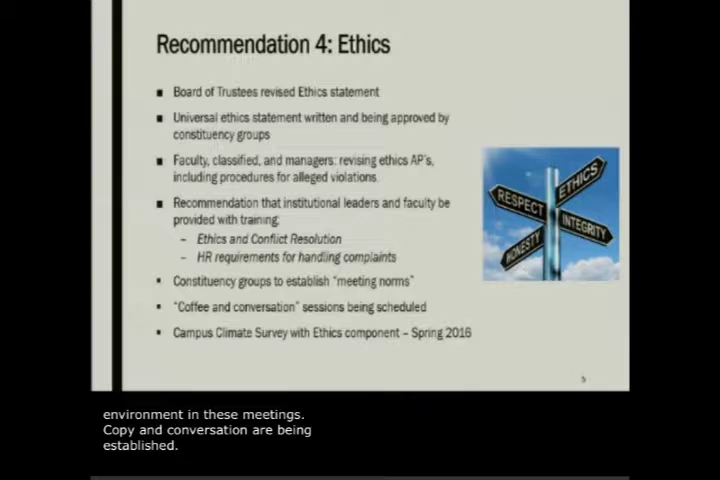 Recommendation 4: Ethics
▪ Board of Trustees revised Ethics statement
▪ Universal ethics statement written and being approved by
constituency groups
▪ Faculty, classified, and managers: revising ethics AP's,
including procedures for alleged violations.
▪ Recommendation that institutional leaders and faculty be
provided with training:
– Ethics and Conflict Resolution
– HR requirements for handling complaints
▪ Constituency groups to establish "meeting norms"
▪ "Coffee and conversation" sessions being scheduled
▪ Campus Climate Survey with Ethics component – Spring 2016
ETHICS
RESPECT
INTEGRITY
HONESTY
5
environment in these meetings.
Copy and conversation are being
established.